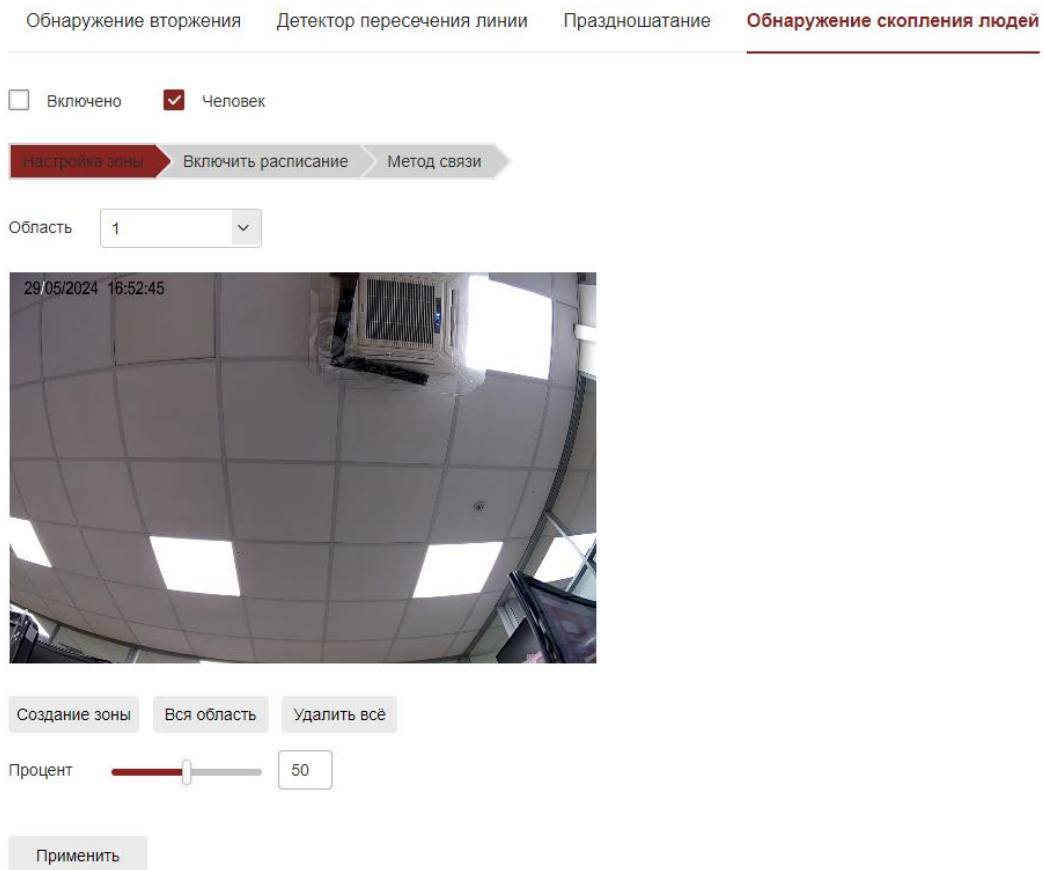 Обнаружение вторжения Детектор пересечения линии Праздношатание Обнаружение скопления людей
Включено Человек
Настройка зоны Включить расписание Метод связи
Область 1
29/05/2024 16:52:45
Создание зоны Вся область Удалить всё
Процент 50
Применить